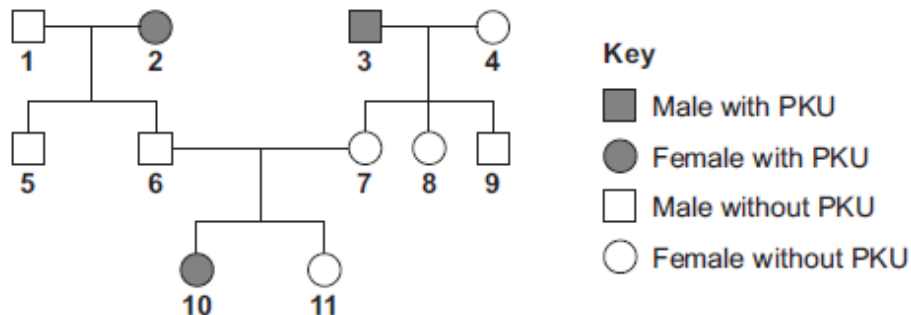 1 2 3 4
Key
Male with PKU
Female with PKU
5 6 7 8 9
Male without PKU
Female without PKU
10 11